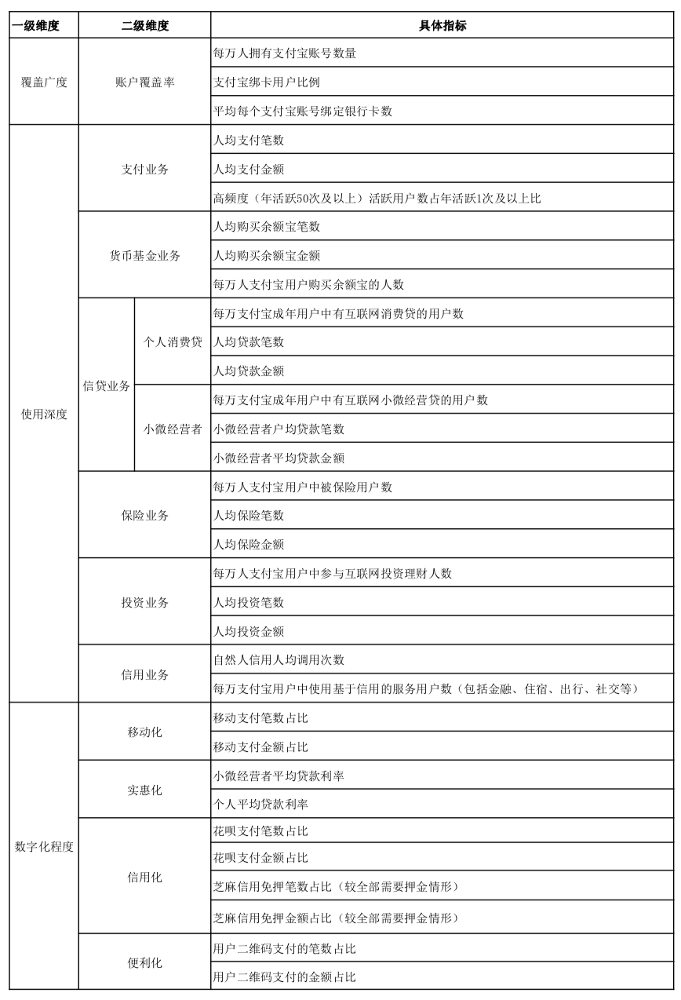 一级维度 二级维度 具体指标
每万人拥有支付宝账号数量
覆盖广度 账户覆盖率 支付宝绑卡用户比例
平均每个支付宝账号绑定银行卡数
人均支付笔数
支付业务 人均支付金额
高频度（年活跃50次及以上）活跃用户数占年活跃1次及以上比
人均购买余额宝笔数
货币基金业务 人均购买余额宝金额
每万人支付宝用户购买余额宝的人数
每万支付宝成年用户中有互联网消费贷的用户数
个人消费贷 人均贷款笔数
人均贷款金额
信贷业务
每万支付宝成年用户中有互联网小微经营贷的用户数
使用深度
小微经营者 小微经营者户均贷款笔数
小微经营者平均贷款金额
每万人支付宝用户中被保险用户数
保险业务 人均保险笔数
人均保险金额
每万人支付宝用户中参与互联网投资理财人数
投资业务 人均投资笔数
人均投资金额
自然人信用人均调用次数
信用业务
每万支付宝用户中使用基于信用的服务用户数（包括金融、住宿、出行、社交等）
移动支付笔数占比
移动化
移动支付金额占比
小微经营者平均贷款利率
实惠化
个人平均贷款利率
花呗支付笔数占比
数字化程度
花呗支付金额占比
信用化
芝麻信用免押笔数占比（较全部需要押金情形）
芝麻信用免押金额占比（较全部需要押金情形）
用户二维码支付的笔数占比
便利化
用户二维码支付的金额占比